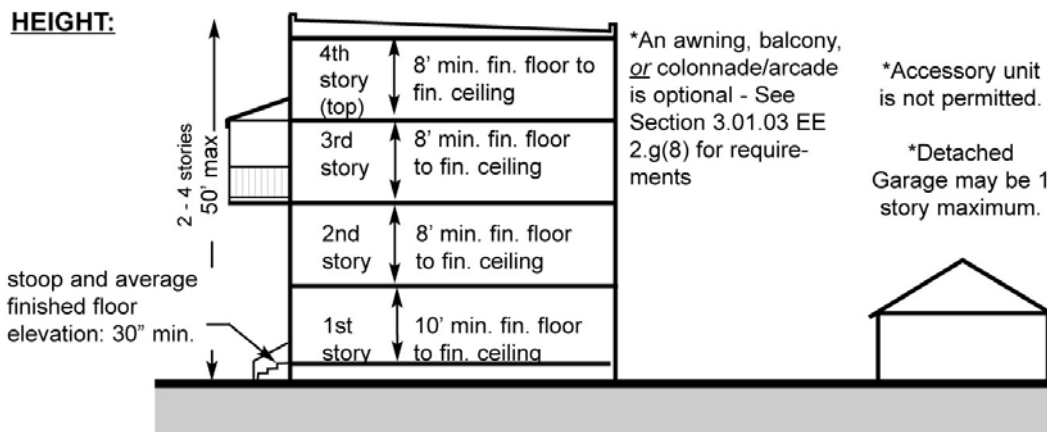 HEIGHT:
2 - 4 stories
50' max
4th
story
(top)
8' min. fin. floor to
fin. ceiling
3rd
story
8' min. fin. floor
to fin. ceiling
2nd
story
8' min. fin. floor
to fin. ceiling
1st
story
10' min. fin. floor
to fin. ceiling
stoop and average
finished floor
elevation: 30" min.
*An awning, balcony,
or colonnade/arcade
is optional - See
Section 3.01.03 EE
2.g(8) for require-
ments
*Accessory unit
is not permitted.
*Detached
Garage may be 1
story maximum.